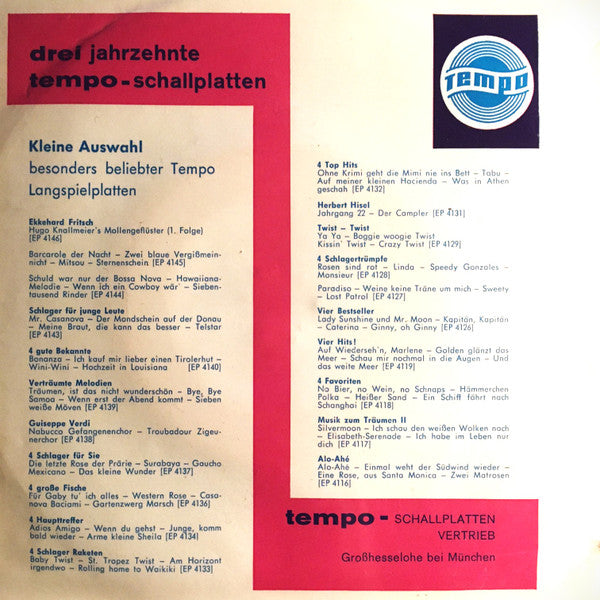 drei jahrzehnte
tempo-schallplatten
Tempo
Kleine Auswahl
besonders beliebter Tempo
Langspielplatten
Ekkehard Fritsch
Hugo Knallmeier's Mollengeflüster (1. Folge)
[EP 4146]
Barcarole der Nacht – Zwei blaue Vergißmein-
nicht – Mitsou – Sternenschein [EP 4145]
Schuld war nur der Bossa Nova – Hawaiiana-
Melodie – Wenn ich ein Cowboy wär' – Sieben-
tausend Rinder [EP 4144]
Schlager für junge Leute
Mr. Casanova – Der Mondschein auf der Donau
– Meine Braut, die kann das besser – Telstar
[EP 4143]
4 gute Bekannte
Bonanza – Ich kauf mir lieber einen Tirolerhut –
Wini-Wini – Hochzeit in Louisiana [EP 4140]
Verträumte Melodien
Träumen, ist das nicht wunderschön – Bye, Bye
Samoa – Wenn erst der Abend kommt – Sieben
weiße Möven [EP 4139]
Guiseppe Verdi
Nabucco Gefangenenchor – Troubadour Zigeu-
nerchor [EP 4138]
4 Schlager für Sie
Die letzte Rose der Prärie – Surabaya – Gaucho
Mexicano – Das kleine Wunder [EP 4137]
4 große Fische
Für Gaby tu' ich alles – Western Rose – Casa-
nova Baciami – Gartenzwerg Marsch [EP 4136]
4 Haupttreffer
Adios Amigo – Wenn du gehst – Junge, komm
bald wieder – Arme kleine Sheila [EP 4134]
4 Schlager Raketen
Baby Twist – St. Tropez Twist – Am Horizont
irgendwo – Rolling home to Waikiki [EP 4133]
4 Top Hits
Ohne Krimi geht die Mimi nie ins Bett – Tabu –
Auf meiner kleinen Hacienda – Was in Athen
geschah [EP 4132]
Herbert Hisel
Jahrgang 22 – Der Campler [EP 4131]
Twist – Twist
Ya Ya – Boggie woogie Twist
Kissin' Twist – Crazy Twist [EP 4129]
4 Schlagertrümpfe
Rosen sind rot – Linda – Speedy Gonzales –
Monsieur [EP 4128]
Paradiso – Weine keine Träne um mich – Sweety
– Lost Patrol [EP 4127]
Vier Bestseller
Lady Sunshine und Mr. Moon – Kapitän, Kapitän
– Caterina – Ginny, oh Ginny [EP 4126]
Vier Hits!
Auf Wiederseh'n, Marlene – Golden glänzt das
Meer – Schau mir nochmal in die Augen – Und
das weite Meer [EP 4119]
4 Favoriten
No Bier, no Wein, no Schnaps – Hämmerchen
Polka – Heißer Sand – Ein Schiff fährt nach
Schanghai [EP 4118]
Musik zum Träumen II
Silvermoon – Ich schau den weißen Wolken nach
– Elisabeth-Serenade – Ich habe im Leben nur
dich [EP 4117]
Alo-Ahé
Alo-Ahé – Einmal weht der Südwind wieder –
Eine Rose, aus Santa Monica – Zwei Matrosen
[EP 4116]
tempo - SCHALLPLATTEN
VERTRIEB
Großhesselohe bei München